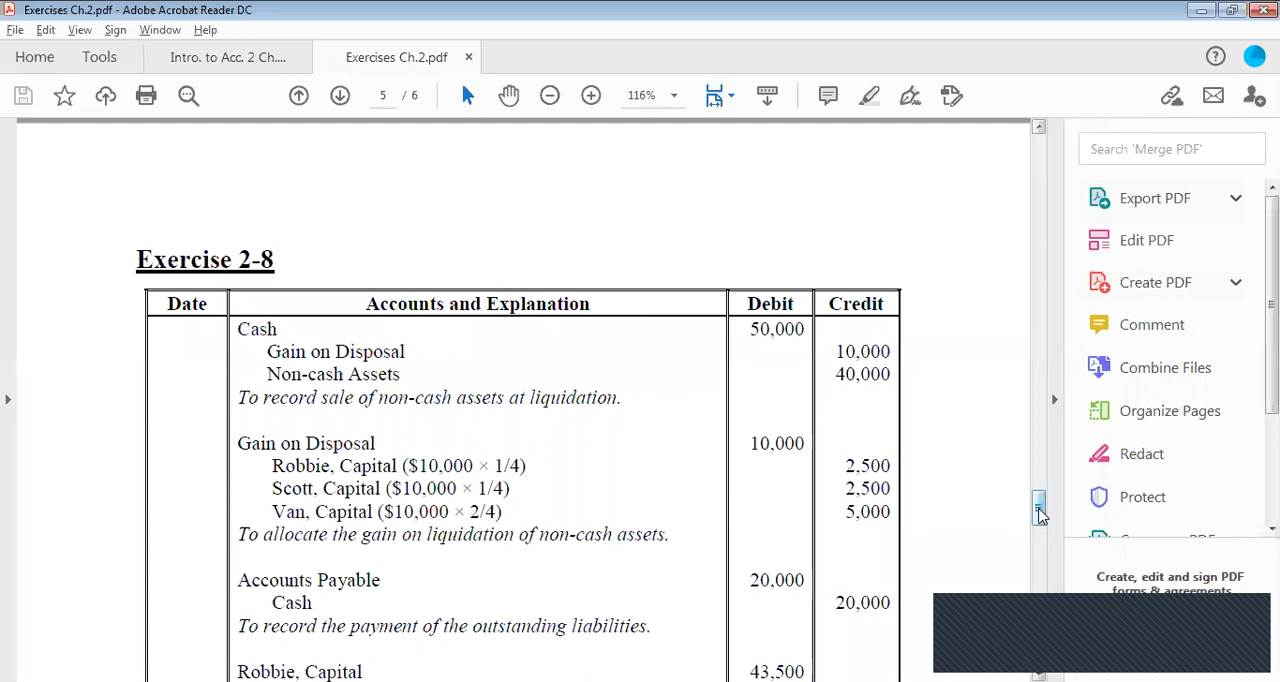 Exercises Ch.2.pdf - Adobe Acrobat Reader DC
File Edit View Sign Window Help
Home Tools Intro. to Acc. 2 Ch.... Exercises Ch.2.pdf ×
5 / 6 116%
Search 'Merge PDF'
Export PDF
Edit PDF
Create PDF
Comment
Combine Files
Organize Pages
Redact
Protect
Create, edit and sign PDF
forms & agreements
Exercise 2-8
Date Accounts and Explanation Debit Credit
Cash 50,000
Gain on Disposal 10,000
Non-cash Assets 40,000
To record sale of non-cash assets at liquidation.
Gain on Disposal 10,000
Robbie, Capital ($10,000 × 1/4) 2,500
Scott, Capital ($10,000 × 1/4) 2,500
Van, Capital ($10,000 × 2/4) 5,000
To allocate the gain on liquidation of non-cash assets.
Accounts Payable 20,000
Cash 20,000
To record the payment of the outstanding liabilities.
Robbie, Capital 43,500